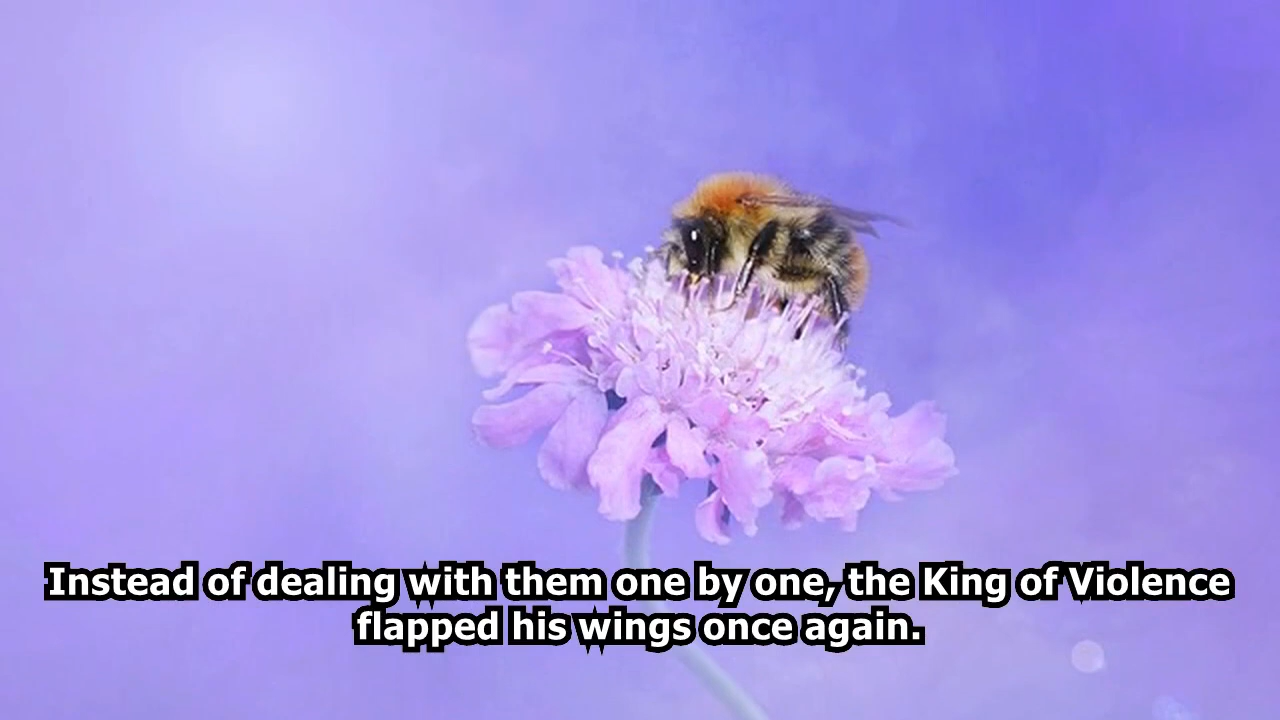 Instead of dealing with them one by one, the King of Violence
flapped his wings once again.